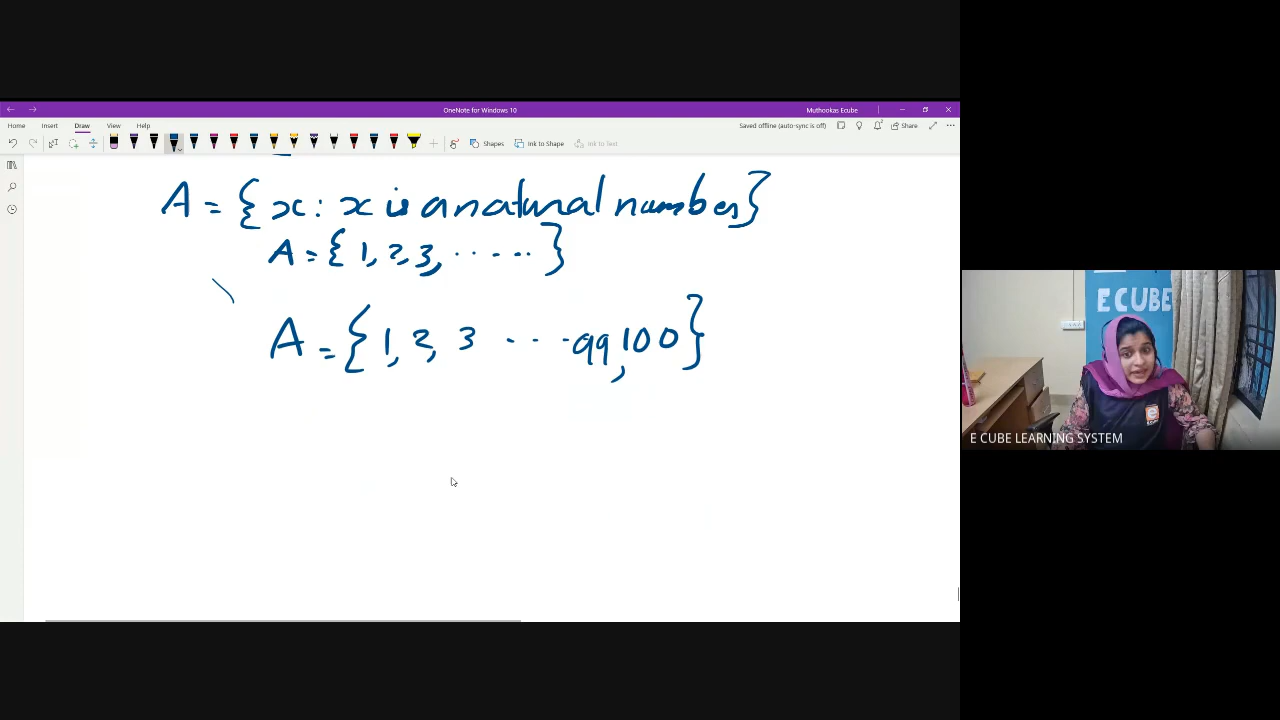 OneNote for Windows 10
Muthookas Ecube
Home Insert Draw View Help
Saved offline (auto-sync is off)
Share
Shapes Ink to Shape Ink to Text
A = { x : x is a natural number }
A = { 1, 2, 3, ...... }
A = { 1, 2, 3 ... 99, 100 }
ECUBE
E CUBE LEARNING SYSTEM